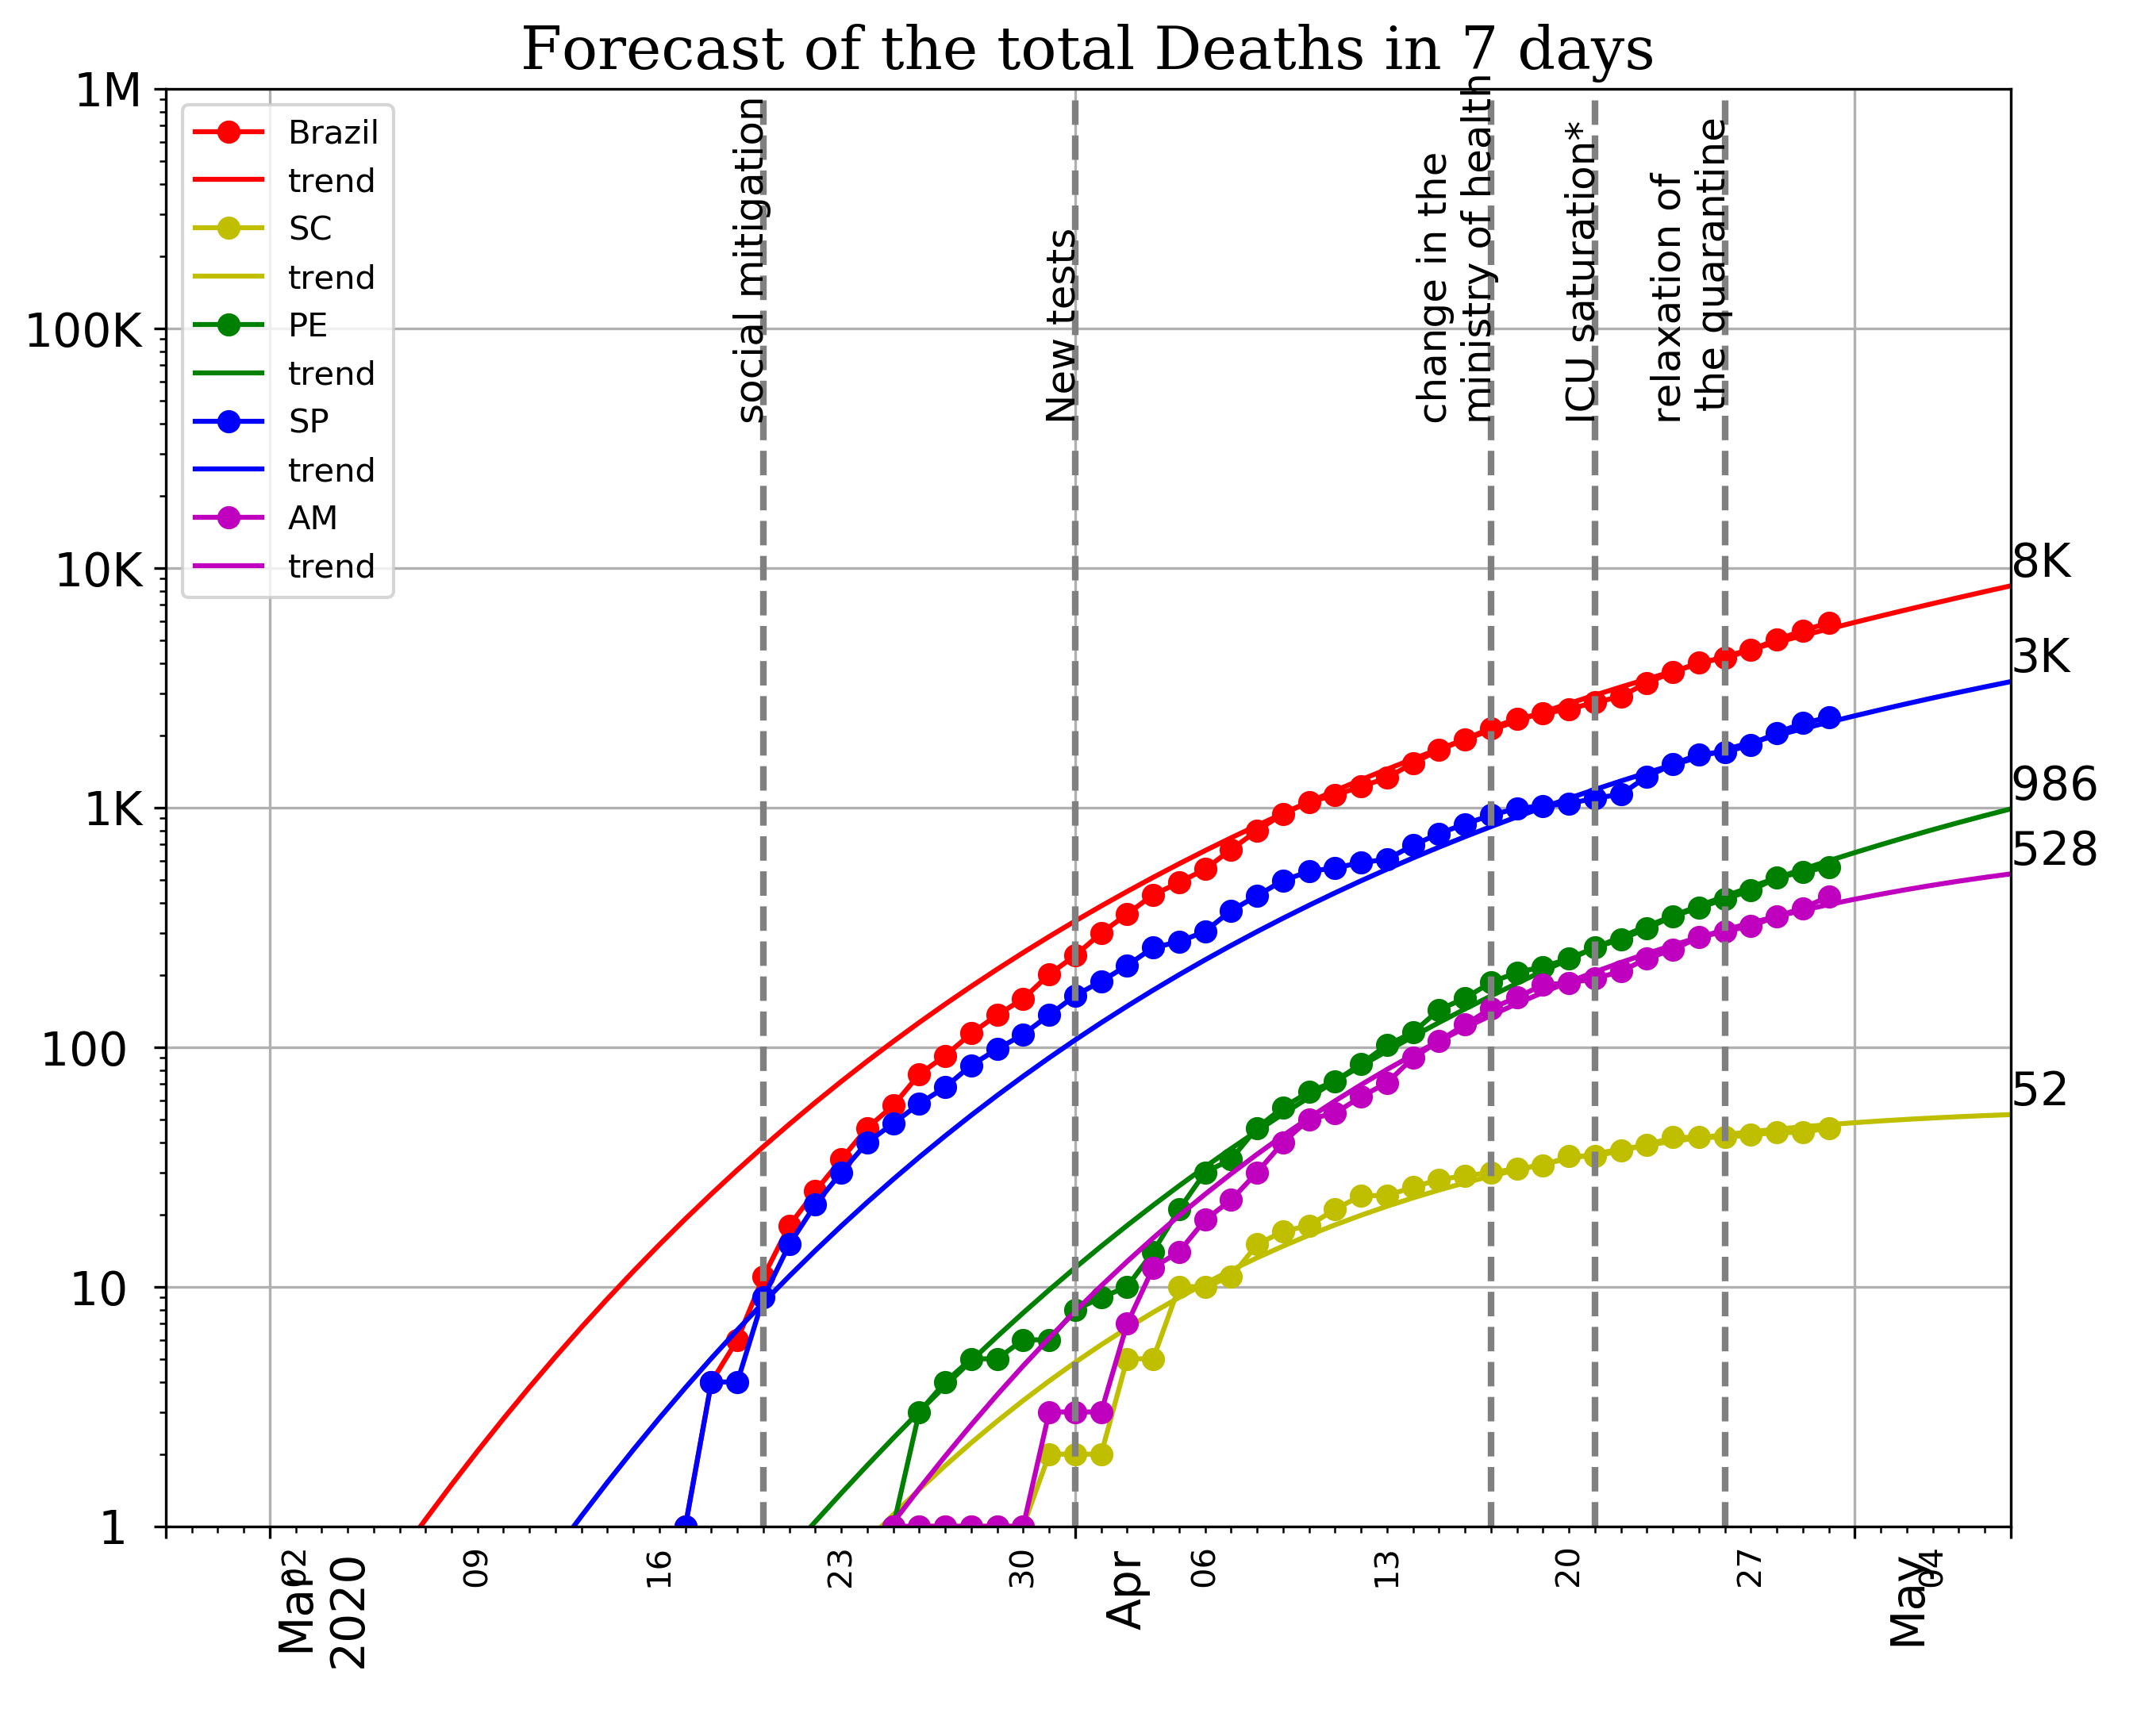 Forecast of the total Deaths in 7 days
1M
100K
10K
1K
100
10
1
Brazil
trend
SC
trend
PE
trend
SP
trend
AM
trend
social mitigation
New tests
change in the
ministry of health
ICU saturation*
relaxation of
the quarantine
8K
3K
986
528
52
02
09
16
23
30
06
13
20
27
04
Mar
2020
Apr
May